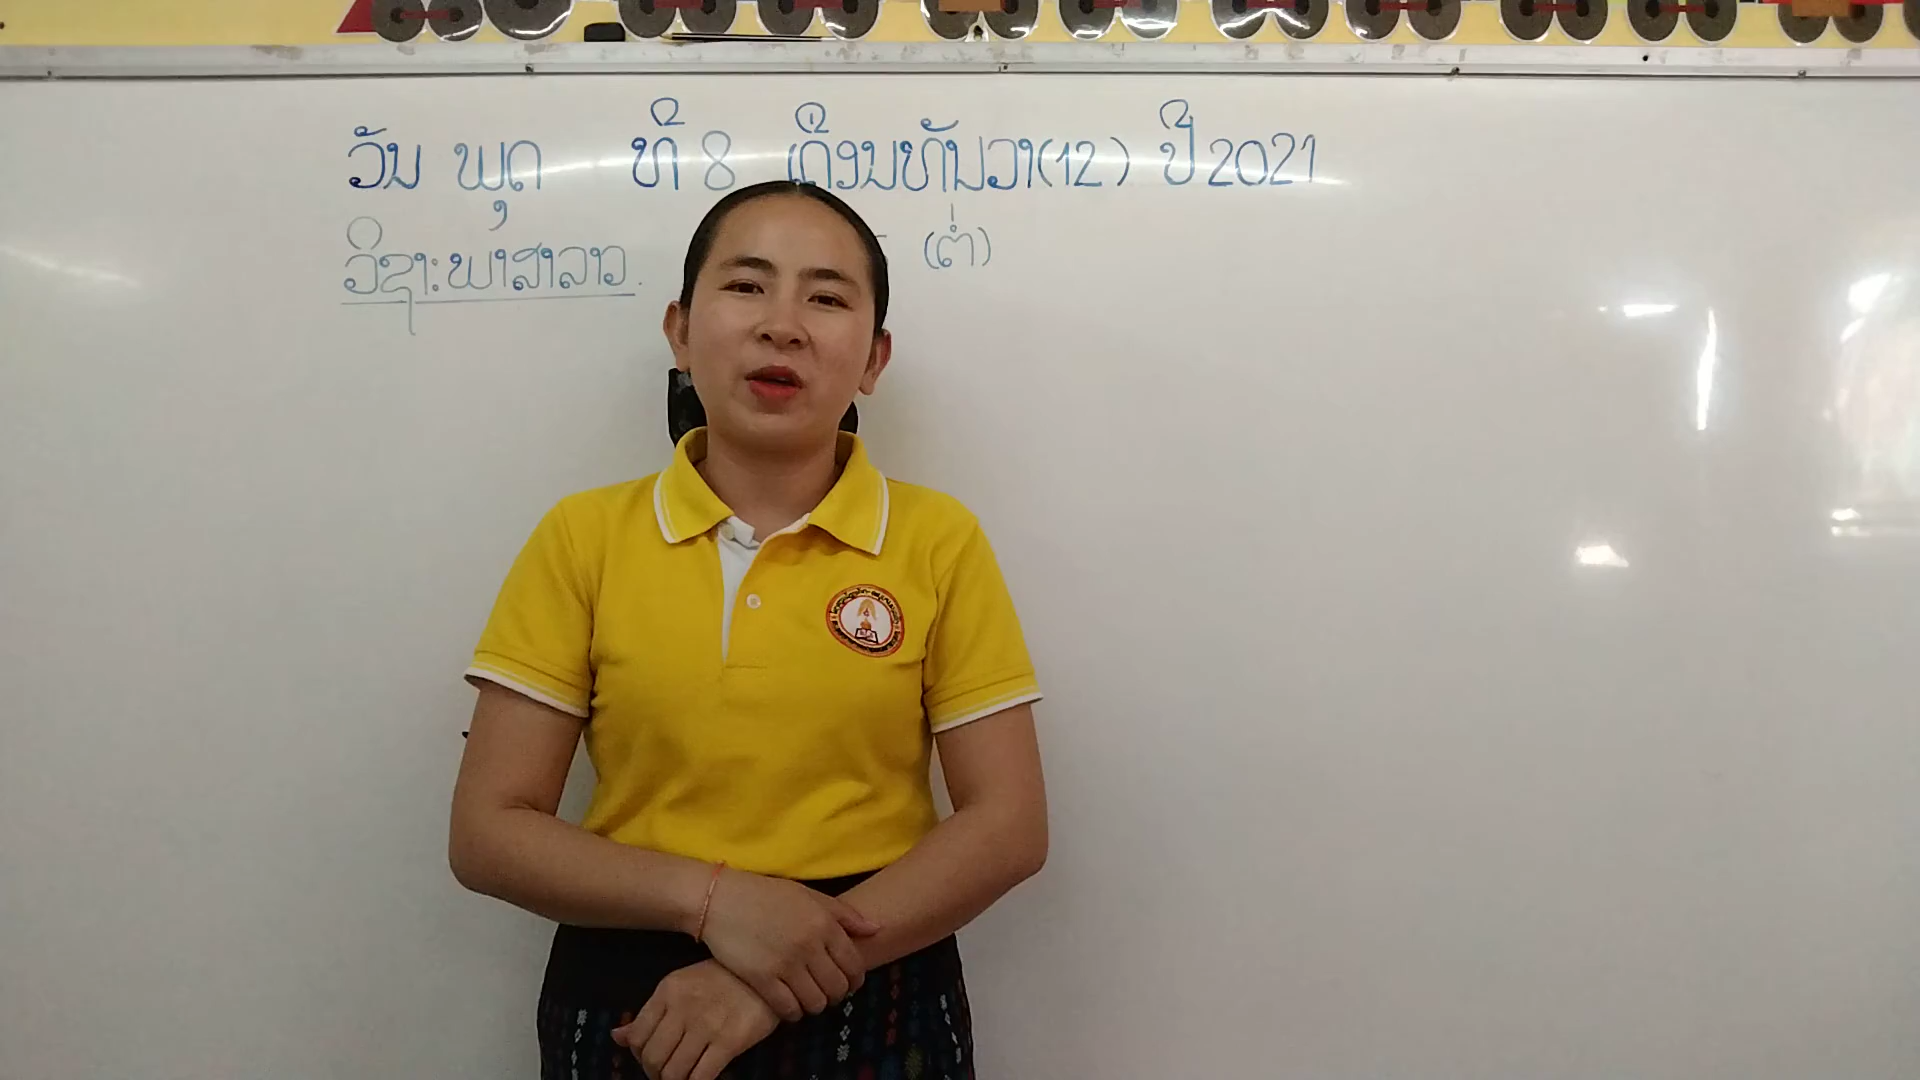 ວັນ ພຸດ ທີ 8 ເດືອນທັນວາ(12) ປີ 2021
ວິຊາ: ພາສາລາວ. (ຕໍ່າ)